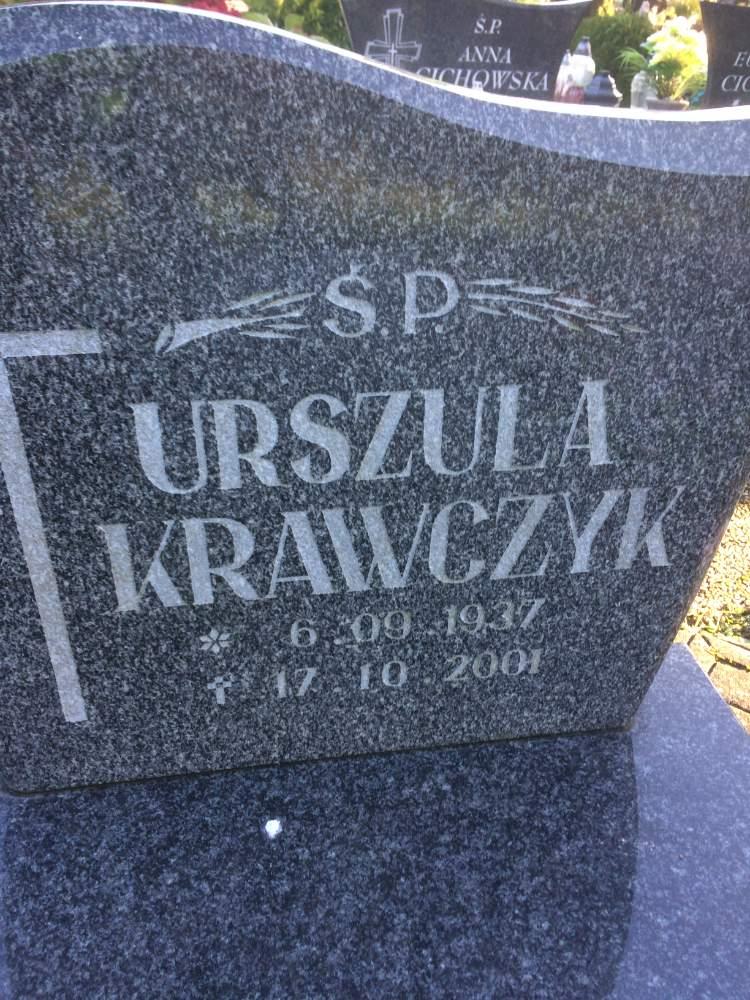 Ś.P.
ANNA
CICHOWSKA
Ś.P.
URSZULA
KRAWCZYK
* 6.09.1937
† 17.10.2001